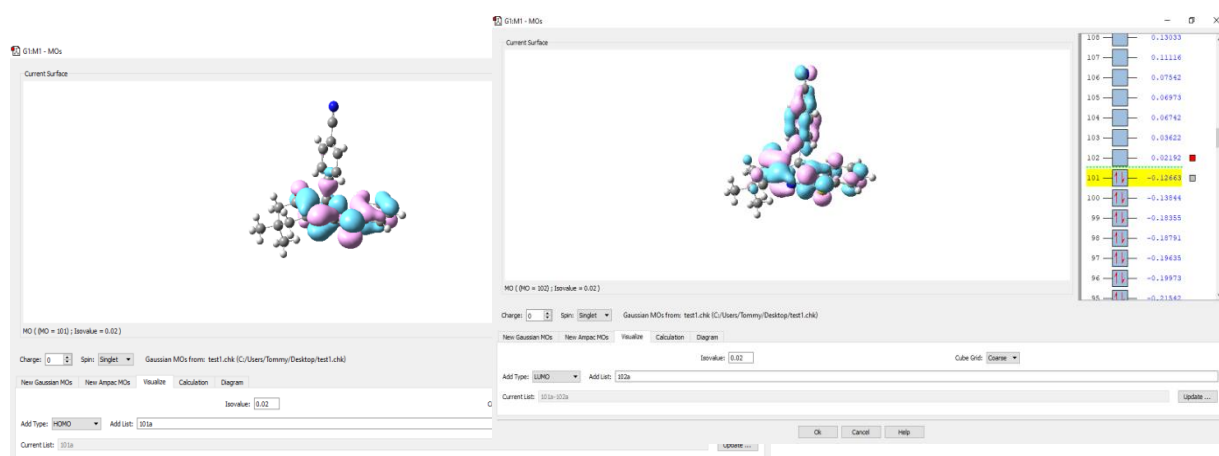 G1:M1 - MOs
Current Surface
MO ( (MO = 101) ; Isovalue = 0.02 )
Charge: 0 Spin: Singlet Gaussian MOs from: test1.chk (C:/Users/Tommy/Desktop/test1.chk)
New Gaussian MOs New Ampac MOs Visualize Calculation Diagram
Isovalue: 0.02
Add Type: HOMO Add List: 101a
Current List: 101a
Update ...
G1:M1 - MOs
Current Surface
108 0.13033
107 0.11116
106 0.07542
105 0.06973
104 0.06742
103 0.03622
102 0.02192
101 -0.12663
100 -0.13844
99 -0.18355
98 -0.18791
97 -0.19635
96 -0.19973
95 -0.21542
MO ( (MO = 102) ; Isovalue = 0.02 )
Charge: 0 Spin: Singlet Gaussian MOs from: test1.chk (C:/Users/Tommy/Desktop/test1.chk)
New Gaussian MOs New Ampac MOs Visualize Calculation Diagram
Isovalue: 0.02 Cube Grid: Coarse
Add Type: LUMO Add List: 102a
Current List: 101a-102a Update ...
Ok Cancel Help